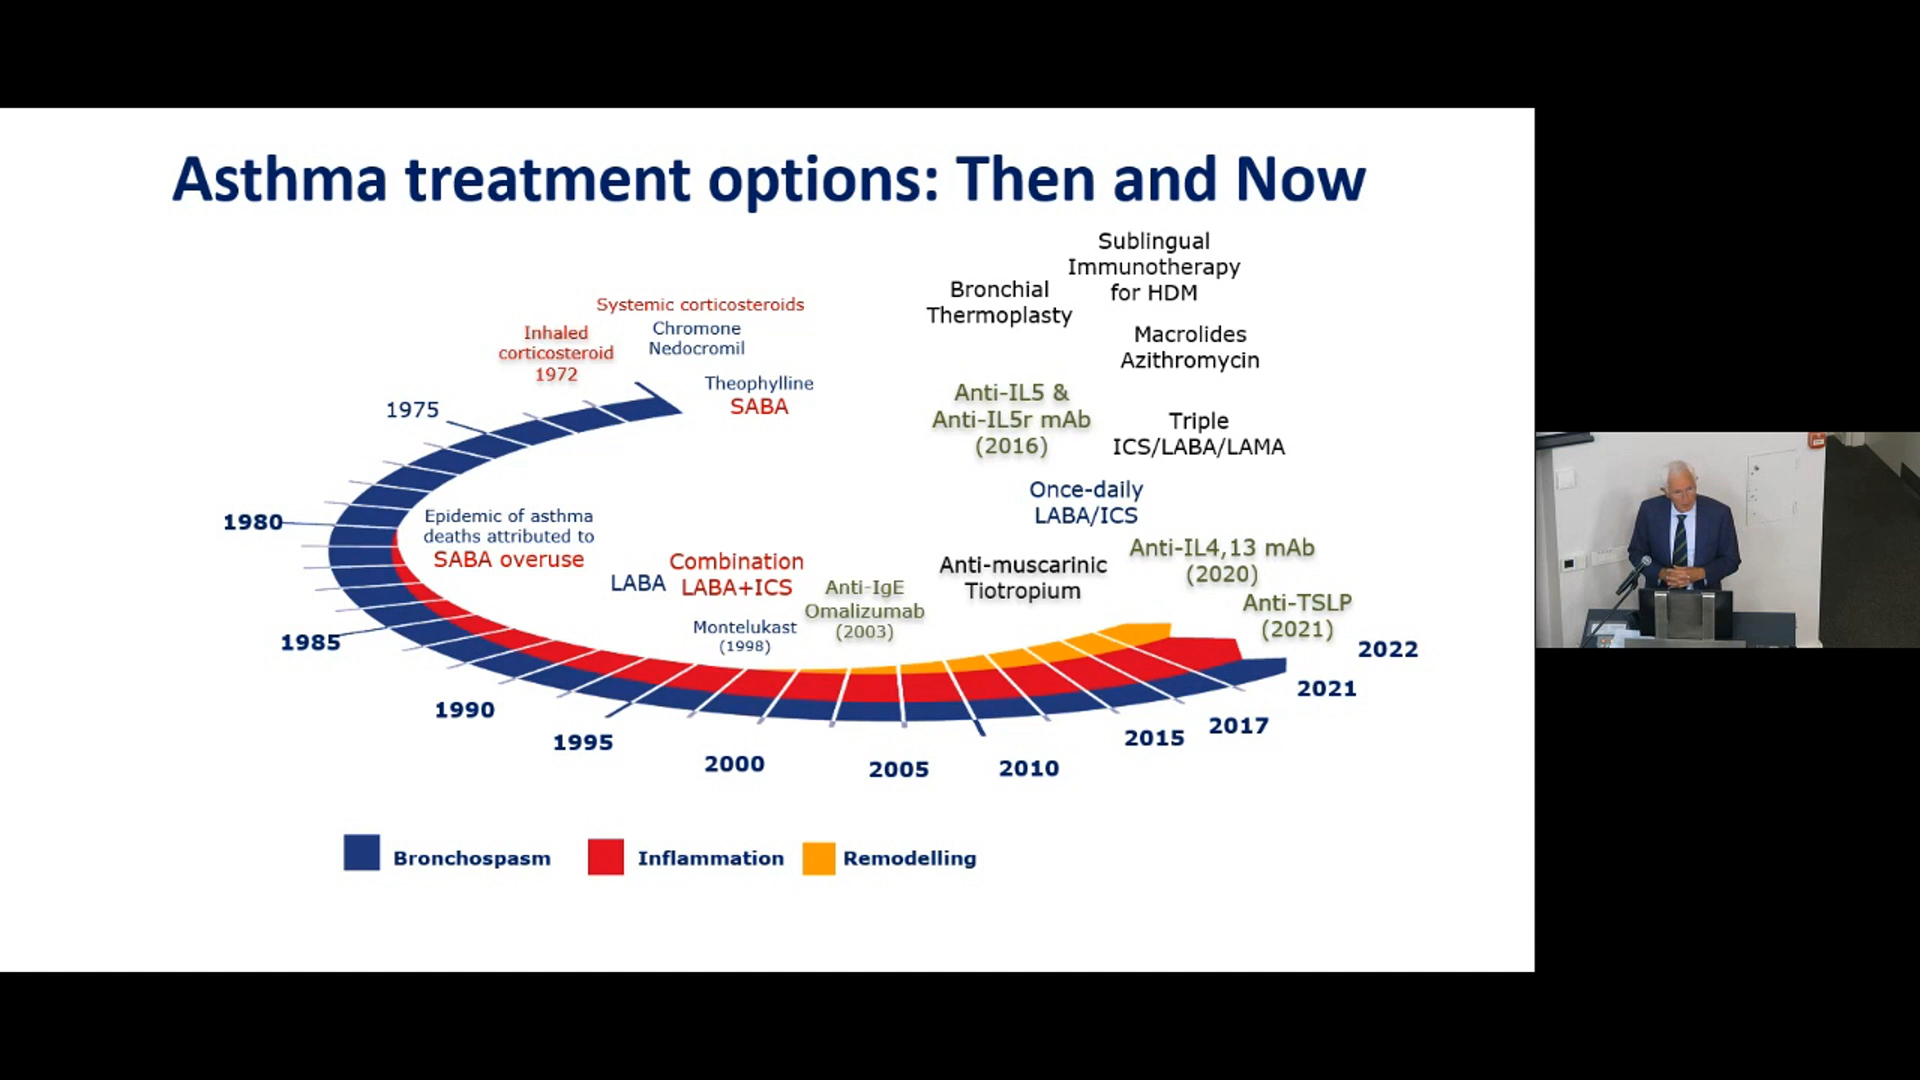 Asthma treatment options: Then and Now
Systemic corticosteroids
Inhaled
corticosteroid
1972
Chromone
Nedocromil
Theophylline
SABA
Bronchial
Thermoplasty
Sublingual
Immunotherapy
for HDM
Macrolides
Azithromycin
Anti-IL5 &
Anti-IL5r mAb
(2016)
Triple
ICS/LABA/LAMA
Once-daily
LABA/ICS
Epidemic of asthma
deaths attributed to
SABA overuse
LABA
Combination
LABA+ICS
Montelukast
(1998)
Anti-IgE
Omalizumab
(2003)
Anti-muscarinic
Tiotropium
Anti-IL4,13 mAb
(2020)
Anti-TSLP
(2021)
1975
1980
1985
1990
1995
2000
2005
2010
2015
2017
2021
2022
Bronchospasm
Inflammation
Remodelling